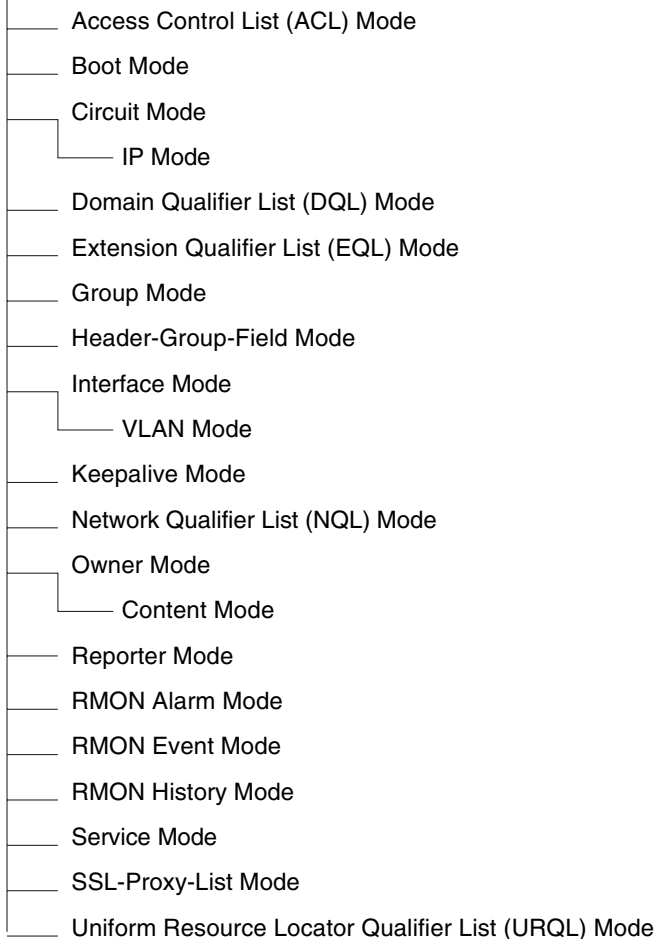 Access Control List (ACL) Mode
Boot Mode
Circuit Mode
IP Mode
Domain Qualifier List (DQL) Mode
Extension Qualifier List (EQL) Mode
Group Mode
Header-Group-Field Mode
Interface Mode
VLAN Mode
Keepalive Mode
Network Qualifier List (NQL) Mode
Owner Mode
Content Mode
Reporter Mode
RMON Alarm Mode
RMON Event Mode
RMON History Mode
Service Mode
SSL-Proxy-List Mode
Uniform Resource Locator Qualifier List (URQL) Mode